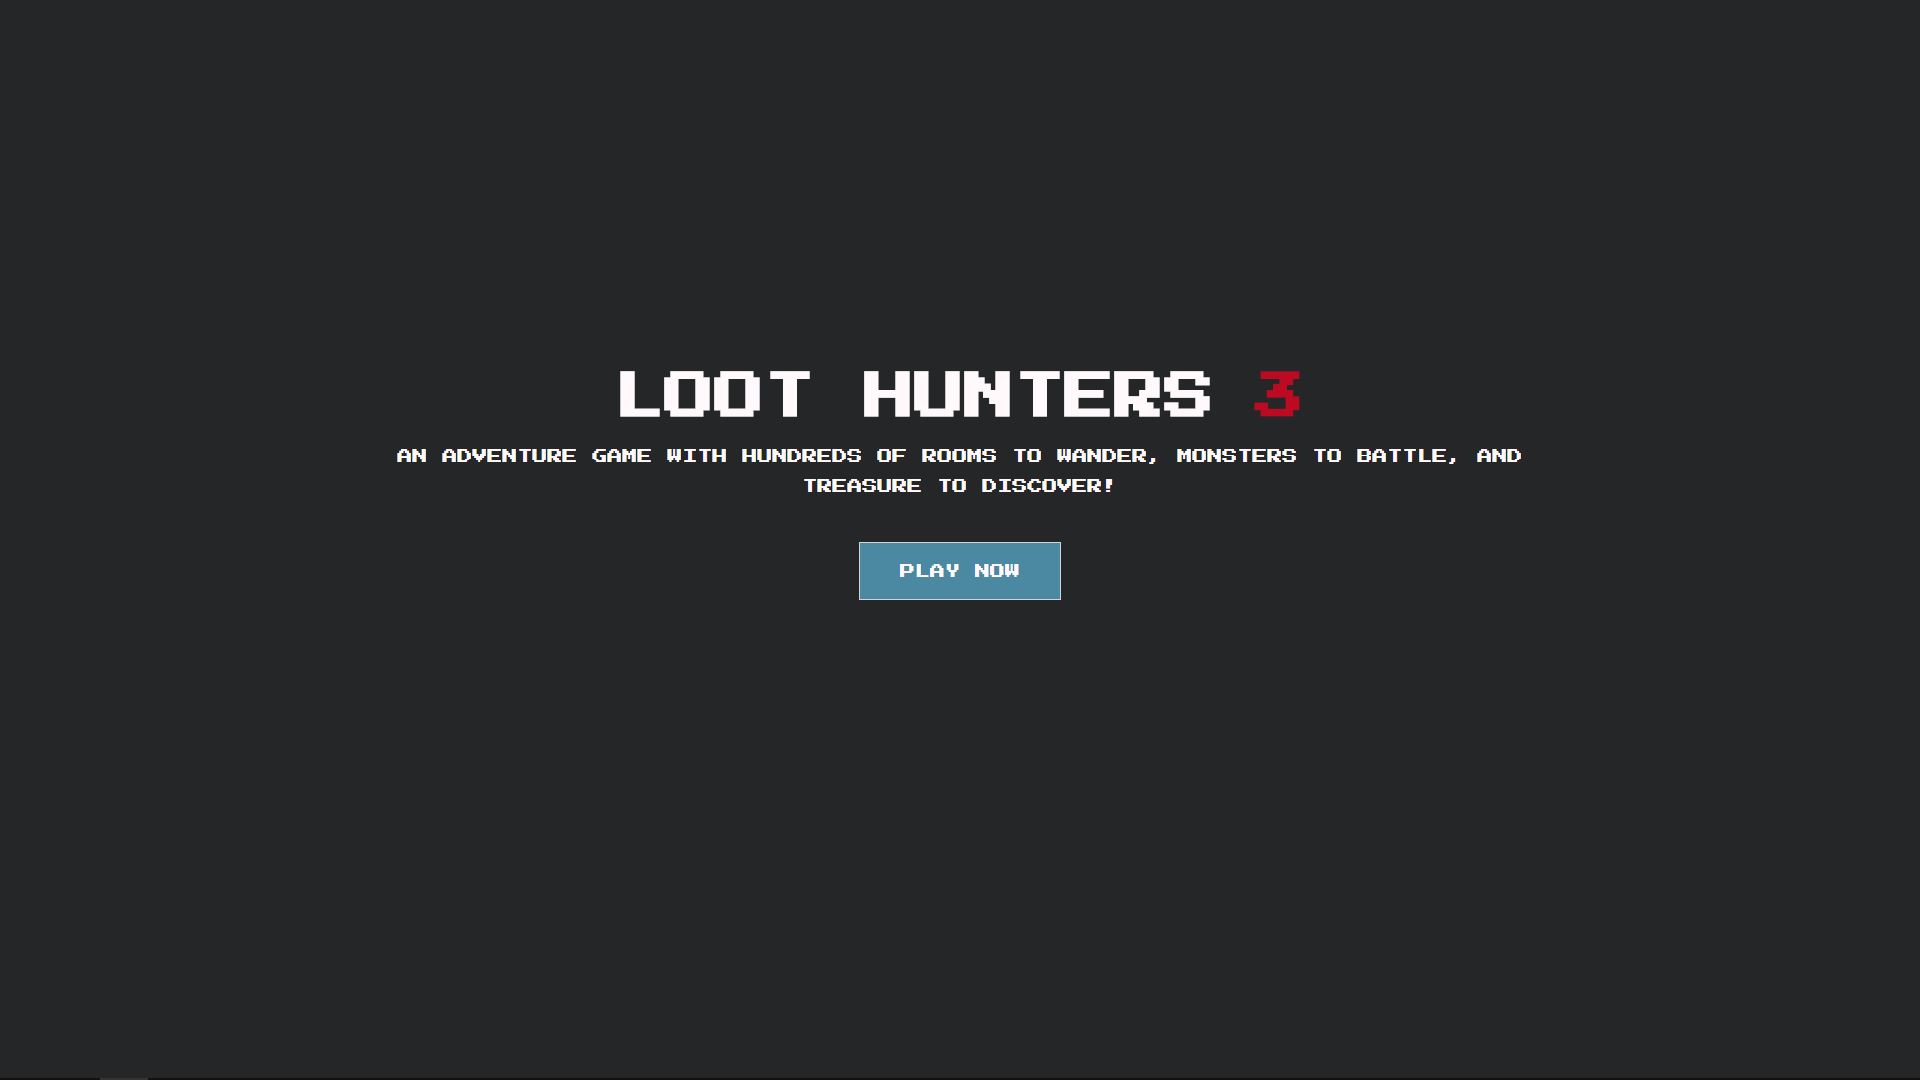 LOOT HUNTERS 3
AN ADVENTURE GAME WITH HUNDREDS OF ROOMS TO WANDER, MONSTERS TO BATTLE, AND
TREASURE TO DISCOVER!
PLAY NOW